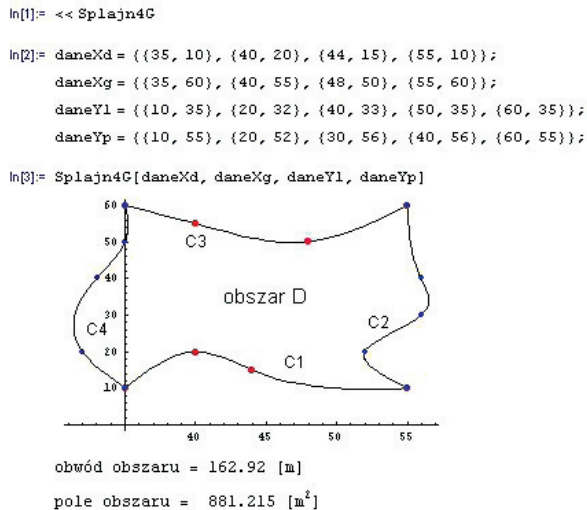 In[1]:= << Splajn4G
In[2]:= daneXd = {{35, 10}, {40, 20}, {44, 15}, {55, 10}};
daneXg = {{35, 60}, {40, 55}, {48, 50}, {55, 60}};
daneYl = {{10, 35}, {20, 32}, {40, 33}, {50, 35}, {60, 35}};
daneYp = {{10, 55}, {20, 52}, {30, 56}, {40, 56}, {60, 55}};
In[3]:= Splajn4G[daneXd, daneXg, daneYl, daneYp]
60
50
C3
40
30
obszar D
C4
C2
20
C1
10
40 45 50 55
obwód obszaru = 162.92 [m]
pole obszaru = 881.215 [m²]